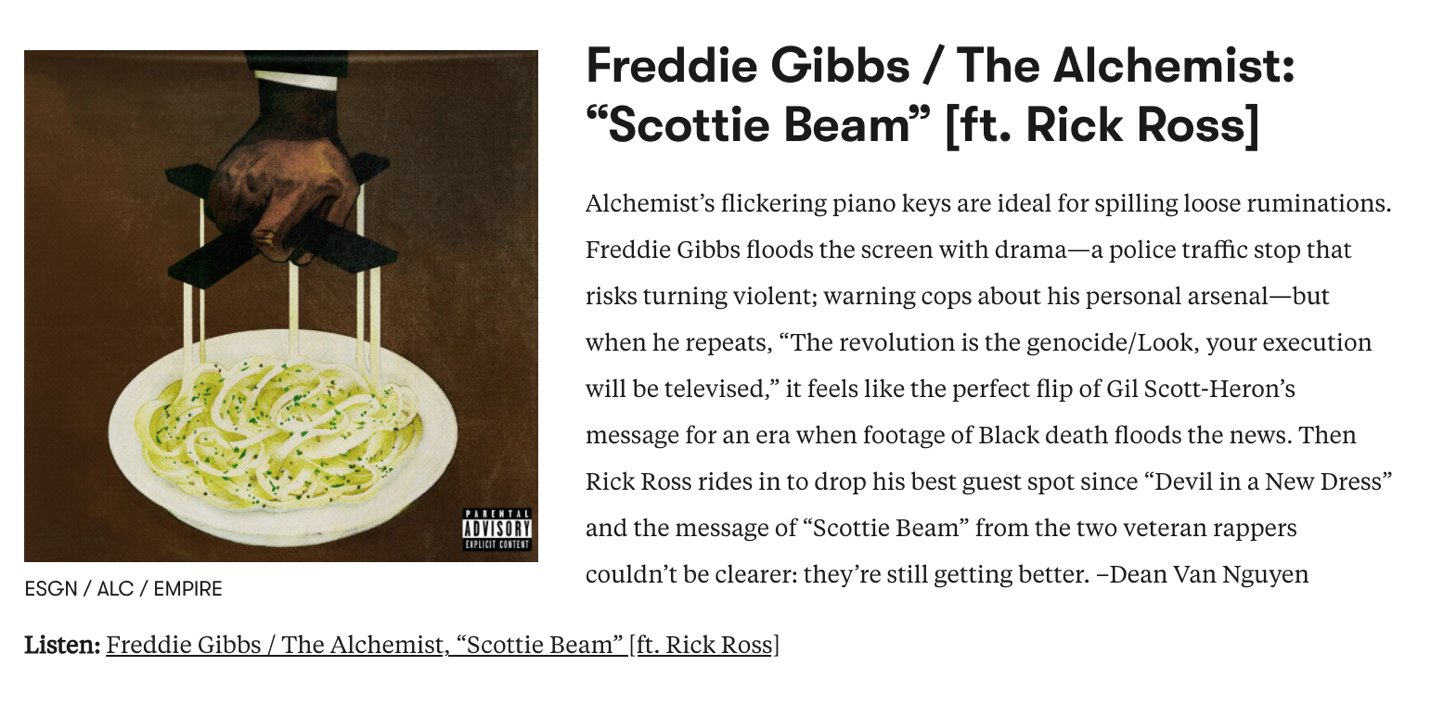 Freddie Gibbs / The Alchemist:
“Scottie Beam” [ft. Rick Ross]
Alchemist’s flickering piano keys are ideal for spilling loose ruminations.
Freddie Gibbs floods the screen with drama—a police traffic stop that
risks turning violent; warning cops about his personal arsenal—but
when he repeats, “The revolution is the genocide/Look, your execution
will be televised,” it feels like the perfect flip of Gil Scott-Heron’s
message for an era when footage of Black death floods the news. Then
Rick Ross rides in to drop his best guest spot since “Devil in a New Dress”
and the message of “Scottie Beam” from the two veteran rappers
couldn’t be clearer: they’re still getting better. –Dean Van Nguyen
PARENTAL
ADVISORY
EXPLICIT CONTENT
ESGN / ALC / EMPIRE
Listen: Freddie Gibbs / The Alchemist, “Scottie Beam” [ft. Rick Ross]